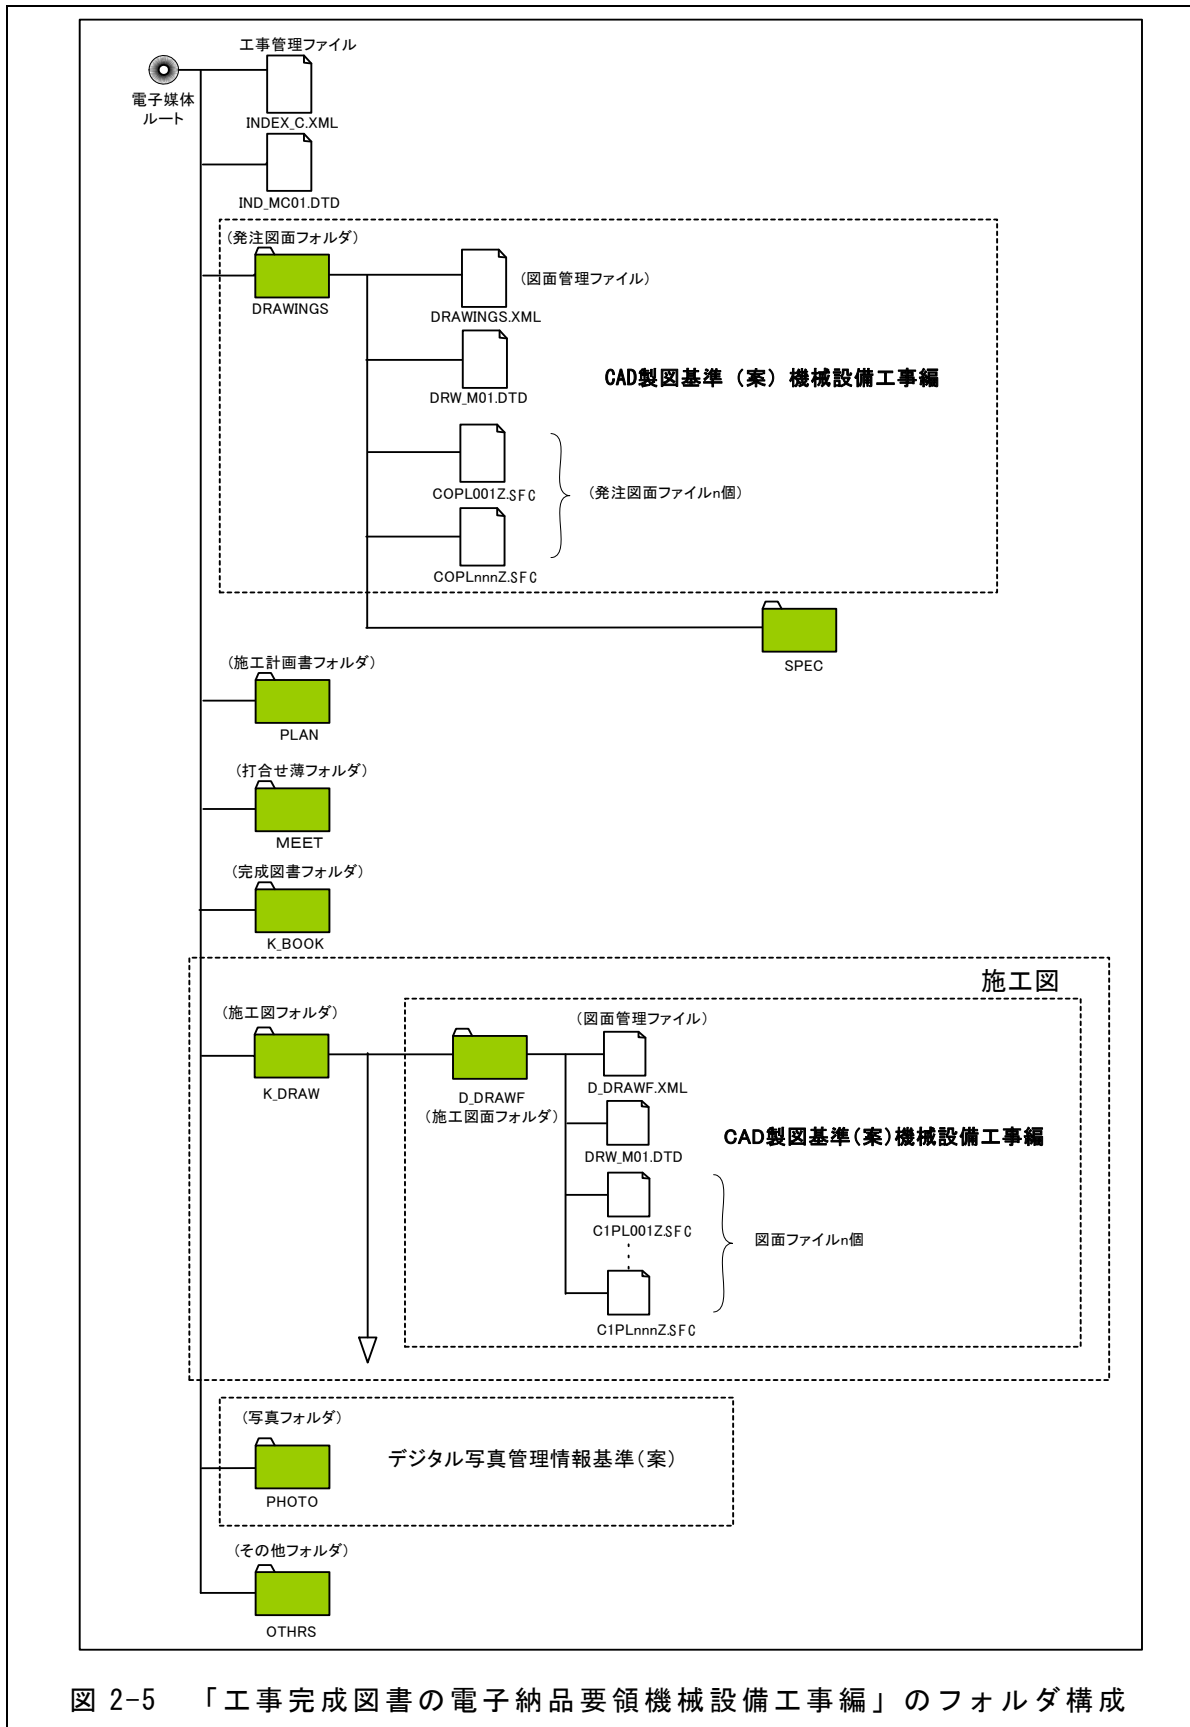 工事管理ファイル
電子媒体
ルート
INDEX_C.XML
IND_MC01.DTD
(発注図面フォルダ)
DRAWINGS
(図面管理ファイル)
DRAWINGS.XML
DRW_M01.DTD
CAD製図基準（案）機械設備工事編
COPL001Z.SFC
(発注図面ファイルn個)
COPLnnnZ.SFC
SPEC
(施工計画書フォルダ)
PLAN
(打合せ薄フォルダ)
MEET
(完成図書フォルダ)
K_BOOK
施工図
(施工図フォルダ)
K_DRAW
D_DRAWF
(施工図面フォルダ)
(図面管理ファイル)
D_DRAWF.XML
DRW_M01.DTD
CAD製図基準(案)機械設備工事編
C1PL001Z.SFC
図面ファイルn個
C1PLnnnZ.SFC
(写真フォルダ)
PHOTO
デジタル写真管理情報基準(案)
(その他フォルダ)
OTHRS
図 2-5　「工事完成図書の電子納品要領機械設備工事編」のフォルダ構成